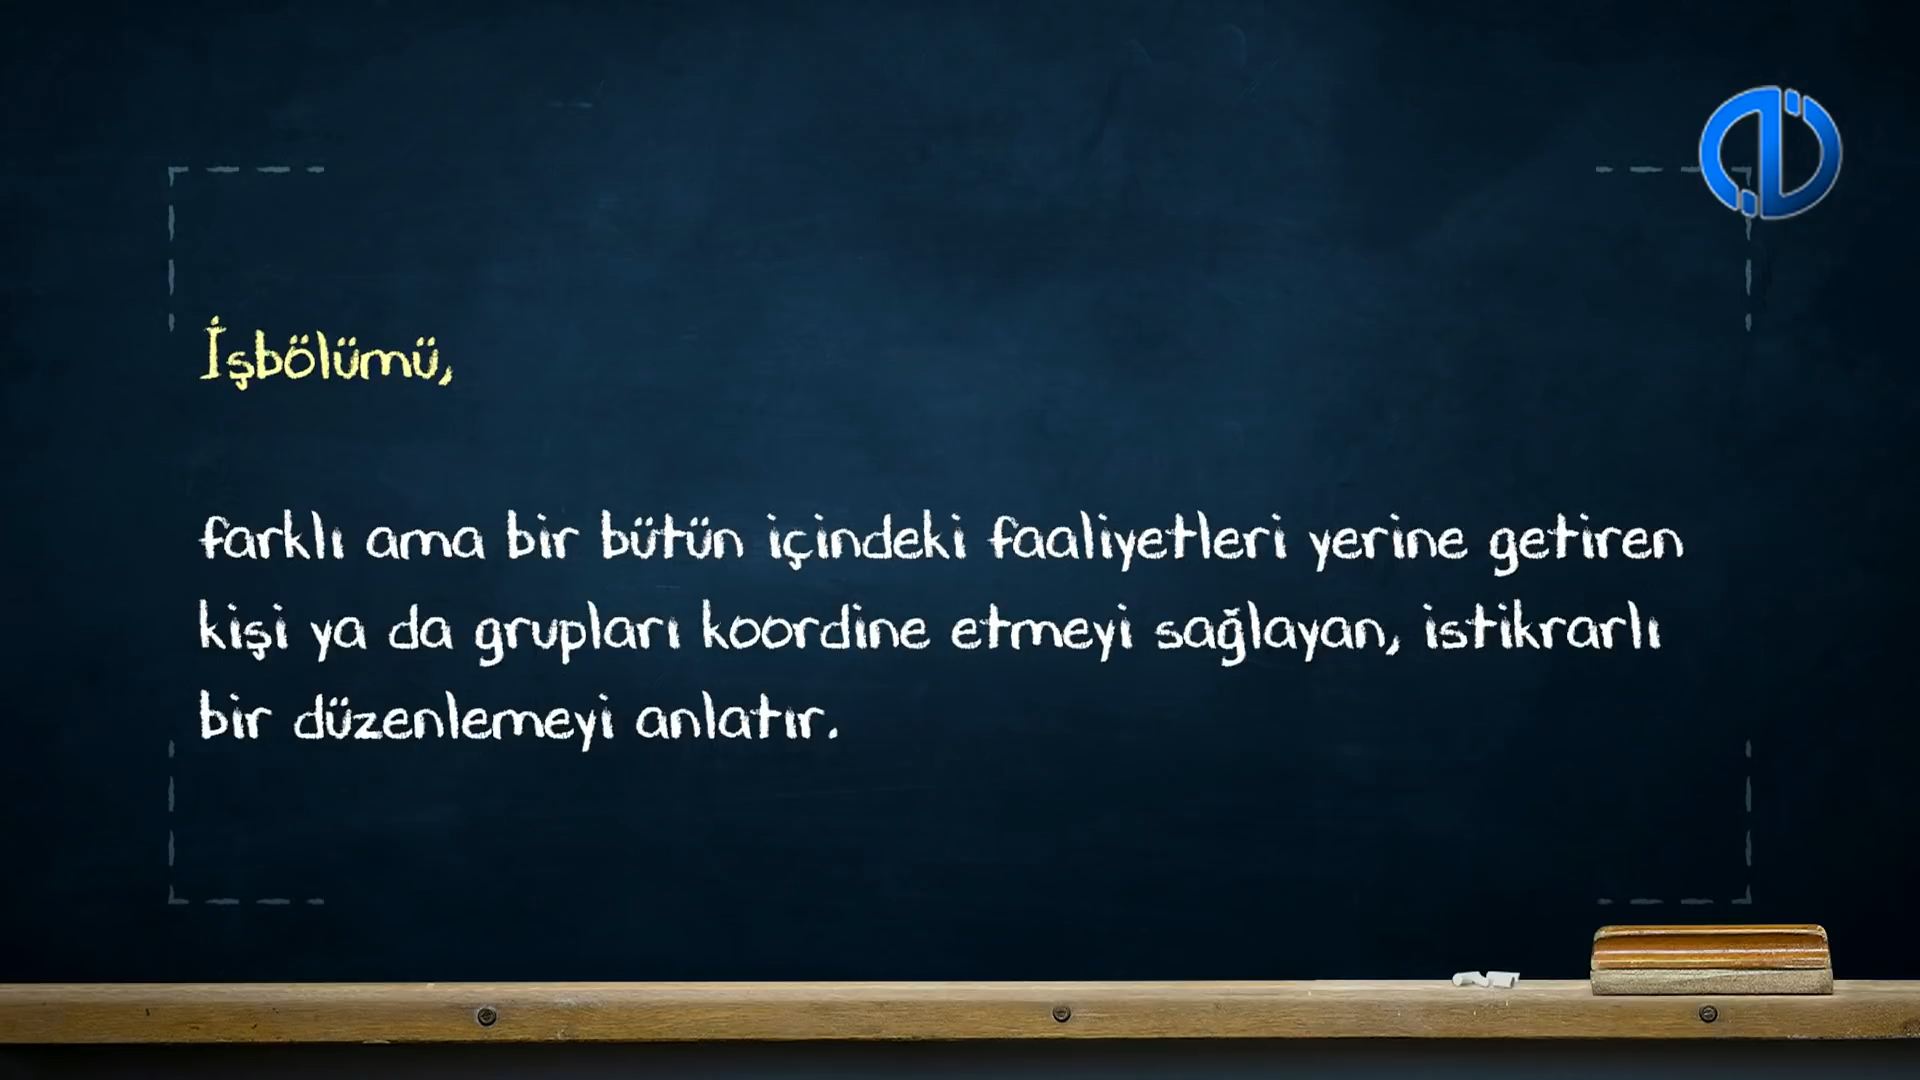 İşbölümü,
farklı ama bir bütün içindeki faaliyetleri yerine getiren
kişi ya da grupları koordine etmeyi sağlayan, istikrarlı
bir düzenlemeyi anlatır.